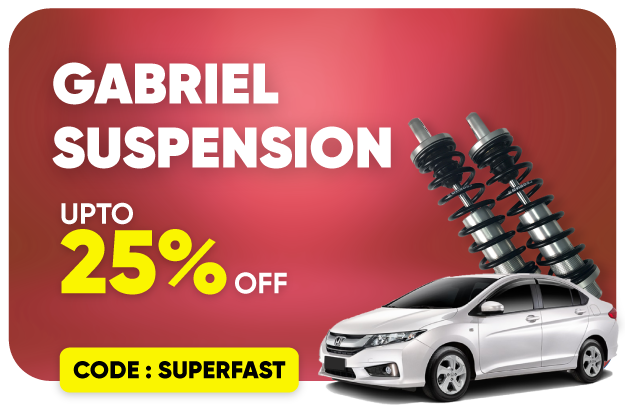 GABRIEL
SUSPENSION
UPTO
25% OFF
CODE : SUPERFAST